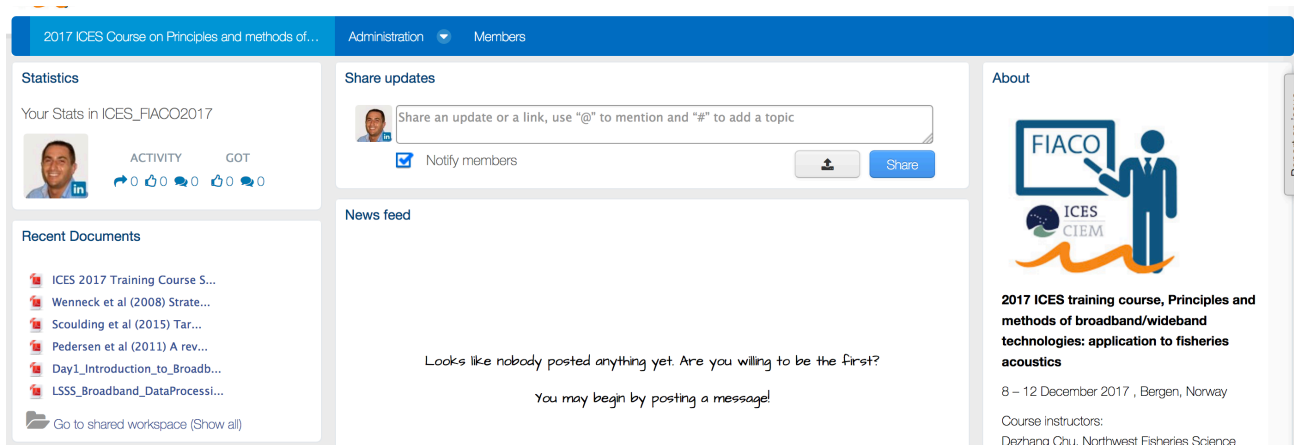 2017 ICES Course on Principles and methods of...
Administration
Members
Statistics
Your Stats in ICES_FIACO2017
in
ACTIVITY GOT
0 0 0 0 0
Recent Documents
ICES 2017 Training Course S...
Wenneck et al (2008) Strate...
Scoulding et al (2015) Tar...
Pedersen et al (2011) A rev...
Day1_Introduction_to_Broadb...
LSSS_Broadband_DataProcessi...
Go to shared workspace (Show all)
Share updates
in
Share an update or a link, use “@” to mention and “#” to add a topic
Notify members
Share
News feed
Looks like nobody posted anything yet. Are you willing to be the first?
You may begin by posting a message!
About
FIACO
ICES
CIEM
2017 ICES training course, Principles and
methods of broadband/wideband
technologies: application to fisheries
acoustics
8 – 12 December 2017 , Bergen, Norway
Course instructors:
Dezhang Chu, Northwest Fisheries Science